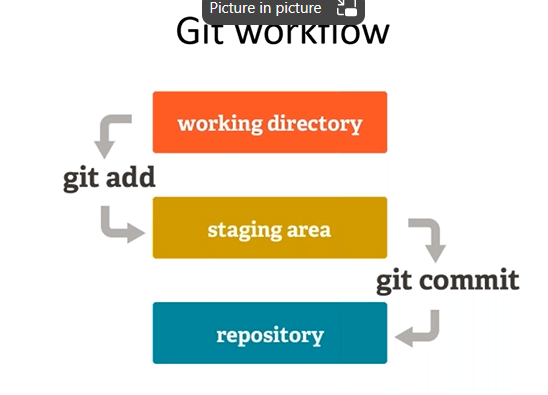 Picture in picture
Git workflow
working directory
git add
staging area
git commit
repository